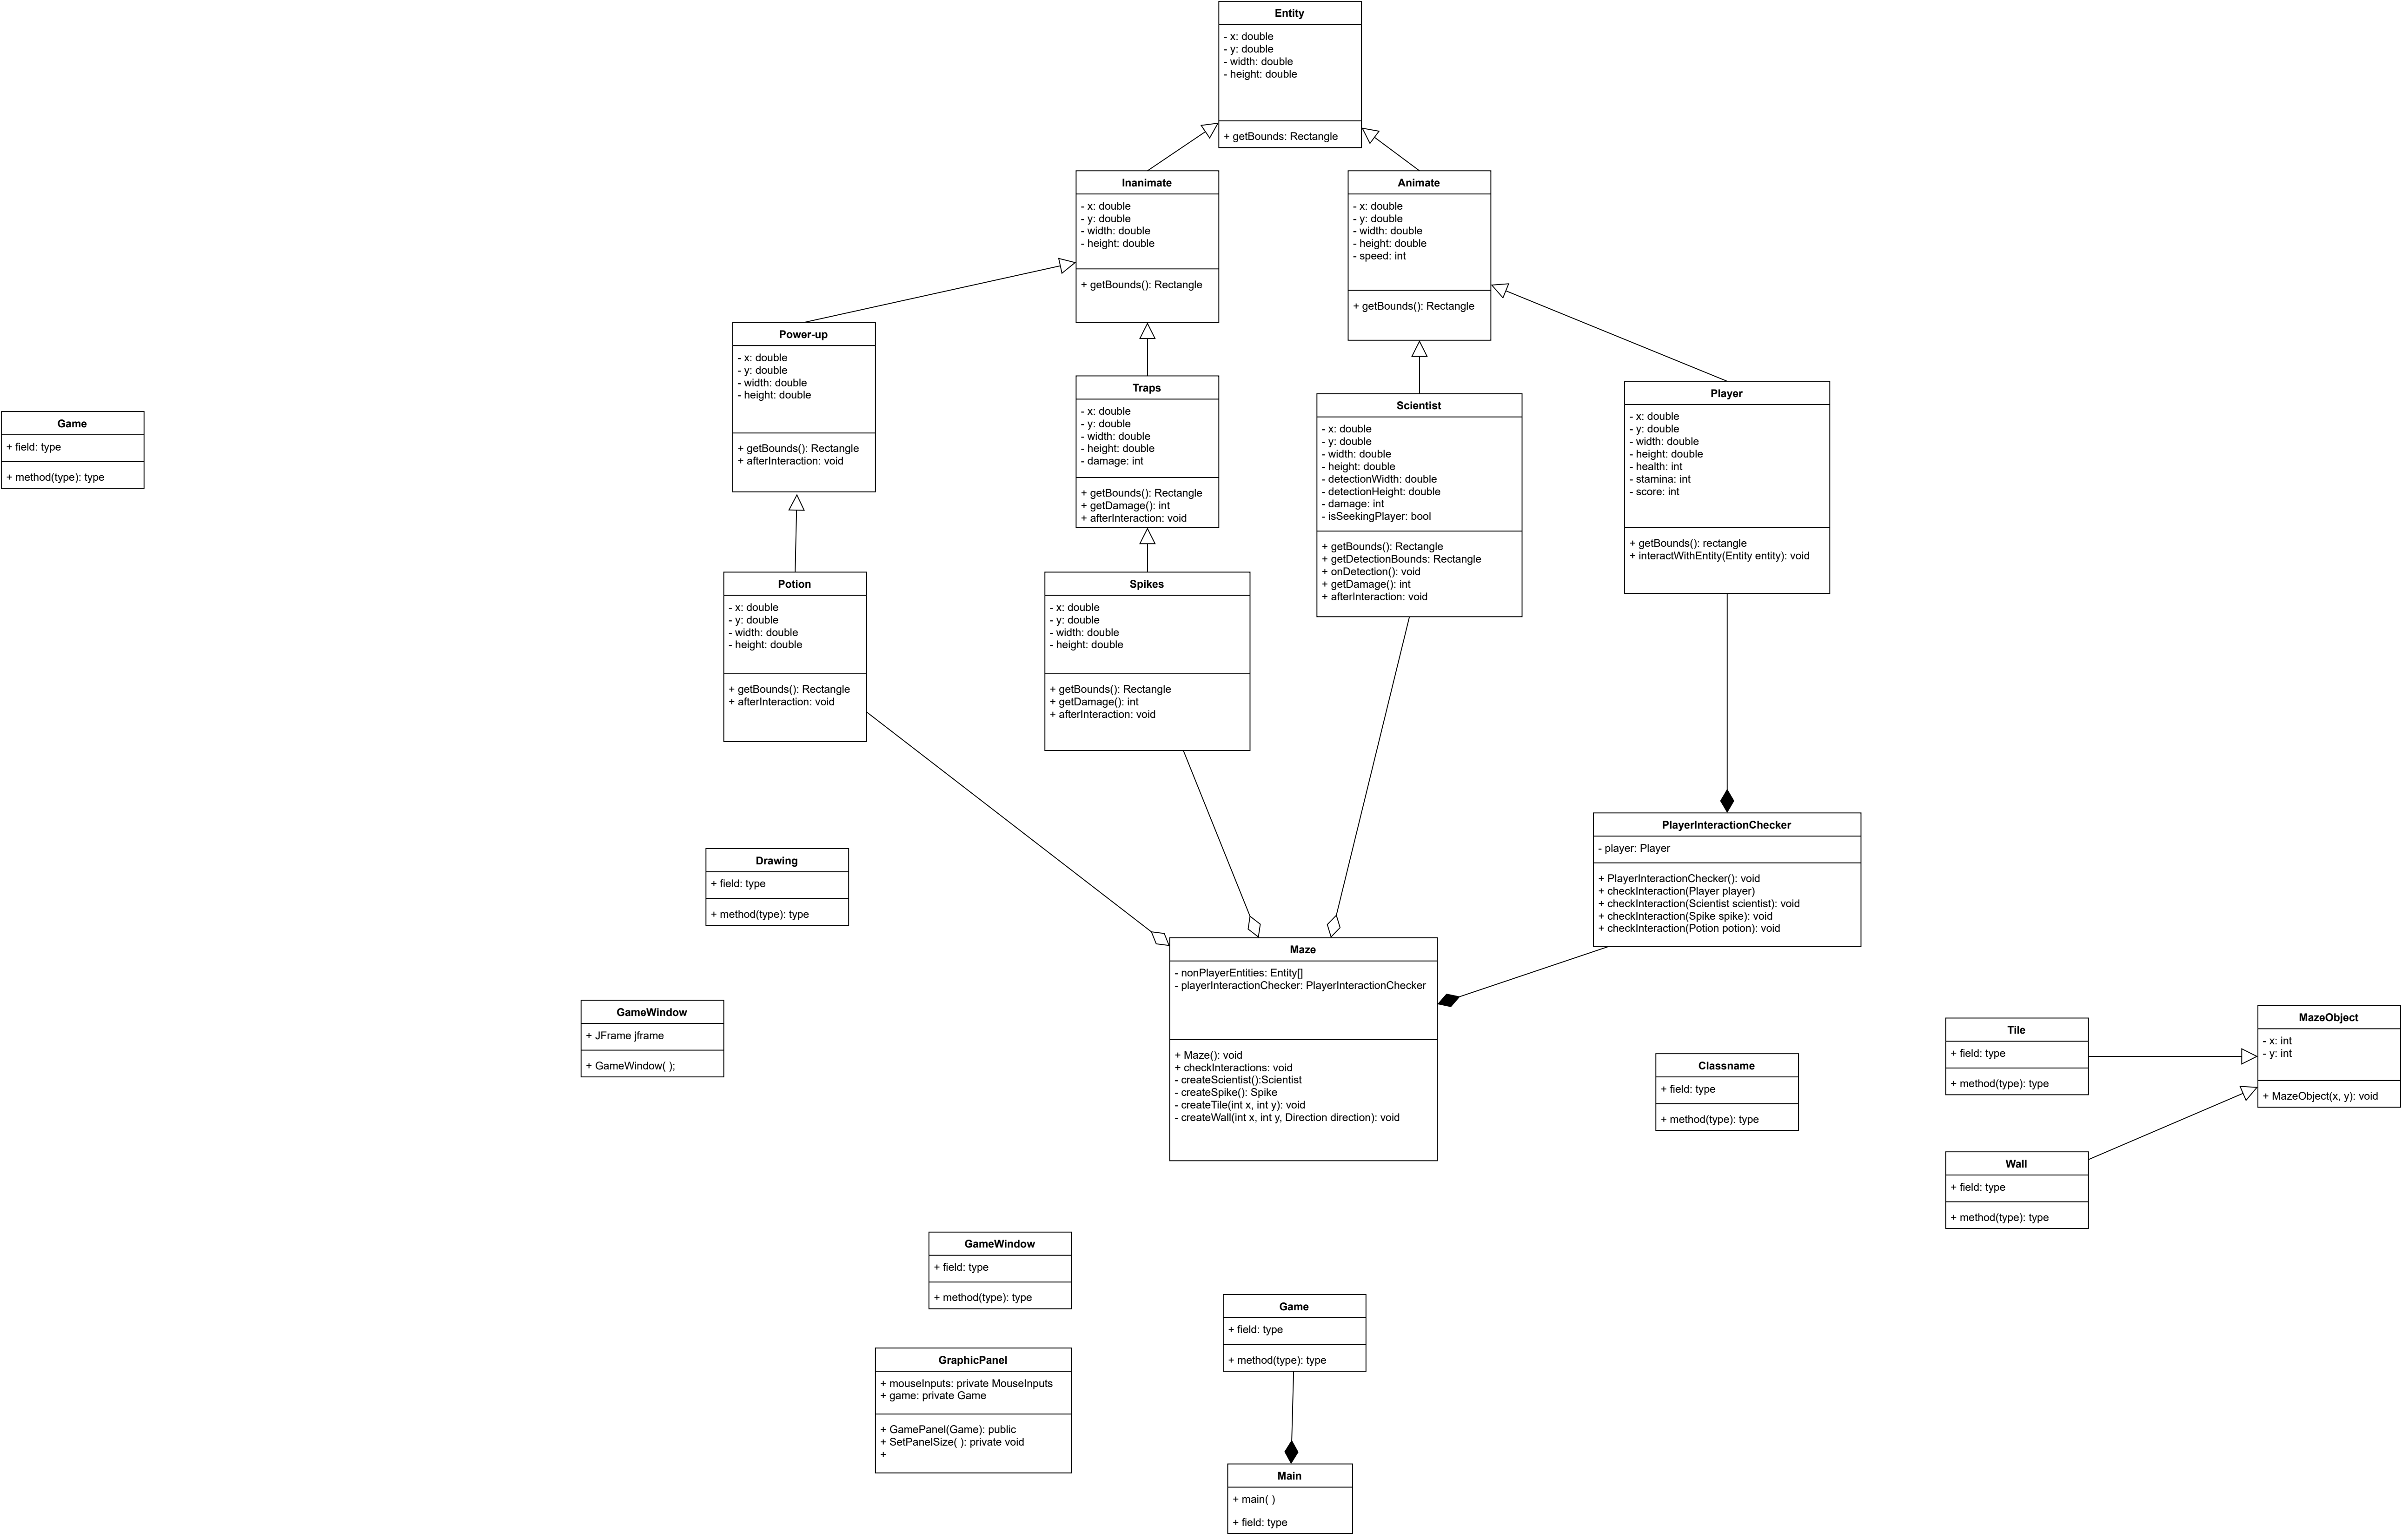 Entity
- x: double
- y: double
- width: double
- height: double
+ getBounds: Rectangle
Inanimate
- x: double
- y: double
- width: double
- height: double
+ getBounds(): Rectangle
Animate
- x: double
- y: double
- width: double
- height: double
- speed: int
+ getBounds(): Rectangle
Power-up
- x: double
- y: double
- width: double
- height: double
+ getBounds(): Rectangle
+ afterInteraction: void
Traps
- x: double
- y: double
- width: double
- height: double
- damage: int
+ getBounds(): Rectangle
+ getDamage(): int
+ afterInteraction: void
Scientist
- x: double
- y: double
- width: double
- height: double
- detectionWidth: double
- detectionHeight: double
- damage: int
- isSeekingPlayer: bool
+ getBounds(): Rectangle
+ getDetectionBounds: Rectangle
+ onDetection(): void
+ getDamage(): int
+ afterInteraction: void
Player
- x: double
- y: double
- width: double
- height: double
- health: int
- stamina: int
- score: int
+ getBounds(): rectangle
+ interactWithEntity(Entity entity): void
Game
+ field: type
+ method(type): type
Potion
- x: double
- y: double
- width: double
- height: double
+ getBounds(): Rectangle
+ afterInteraction: void
Spikes
- x: double
- y: double
- width: double
- height: double
+ getBounds(): Rectangle
+ getDamage(): int
+ afterInteraction: void
PlayerInteractionChecker
- player: Player
+ PlayerInteractionChecker(): void
+ checkInteraction(Player player)
+ checkInteraction(Scientist scientist): void
+ checkInteraction(Spike spike): void
+ checkInteraction(Potion potion): void
Drawing
+ field: type
+ method(type): type
Maze
- nonPlayerEntities: Entity[]
- playerInteractionChecker: PlayerInteractionChecker
+ Maze(): void
+ checkInteractions: void
- createScientist():Scientist
- createSpike(): Spike
- createTile(int x, int y): void
- createWall(int x, int y, Direction direction): void
GameWindow
+ JFrame jframe
+ GameWindow( );
Classname
+ field: type
+ method(type): type
Tile
+ field: type
+ method(type): type
MazeObject
- x: int
- y: int
+ MazeObject(x, y): void
Wall
+ field: type
+ method(type): type
GameWindow
+ field: type
+ method(type): type
Game
+ field: type
+ method(type): type
GraphicPanel
+ mouseInputs: private MouseInputs
+ game: private Game
+ GamePanel(Game): public
+ SetPanelSize( ): private void
+
Main
+ main( )
+ field: type